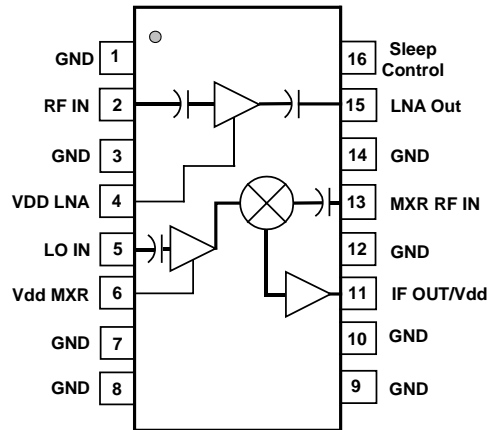 GND 1
RF IN 2
GND 3
VDD LNA 4
LO IN 5
Vdd MXR 6
GND 7
GND 8
16 Sleep
Control
15 LNA Out
14 GND
13 MXR RF IN
12 GND
11 IF OUT/Vdd
10 GND
9 GND